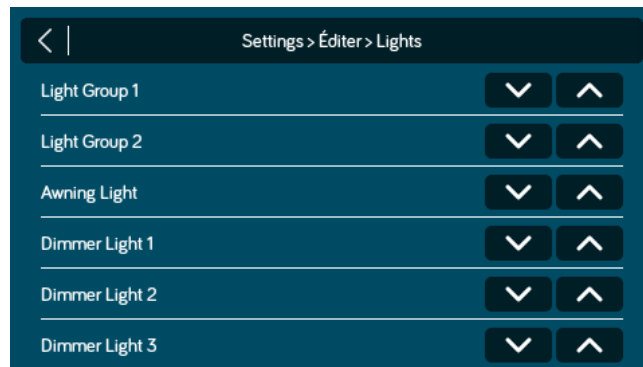 Settings > Éditer > Lights
Light Group 1
Light Group 2
Awning Light
Dimmer Light 1
Dimmer Light 2
Dimmer Light 3